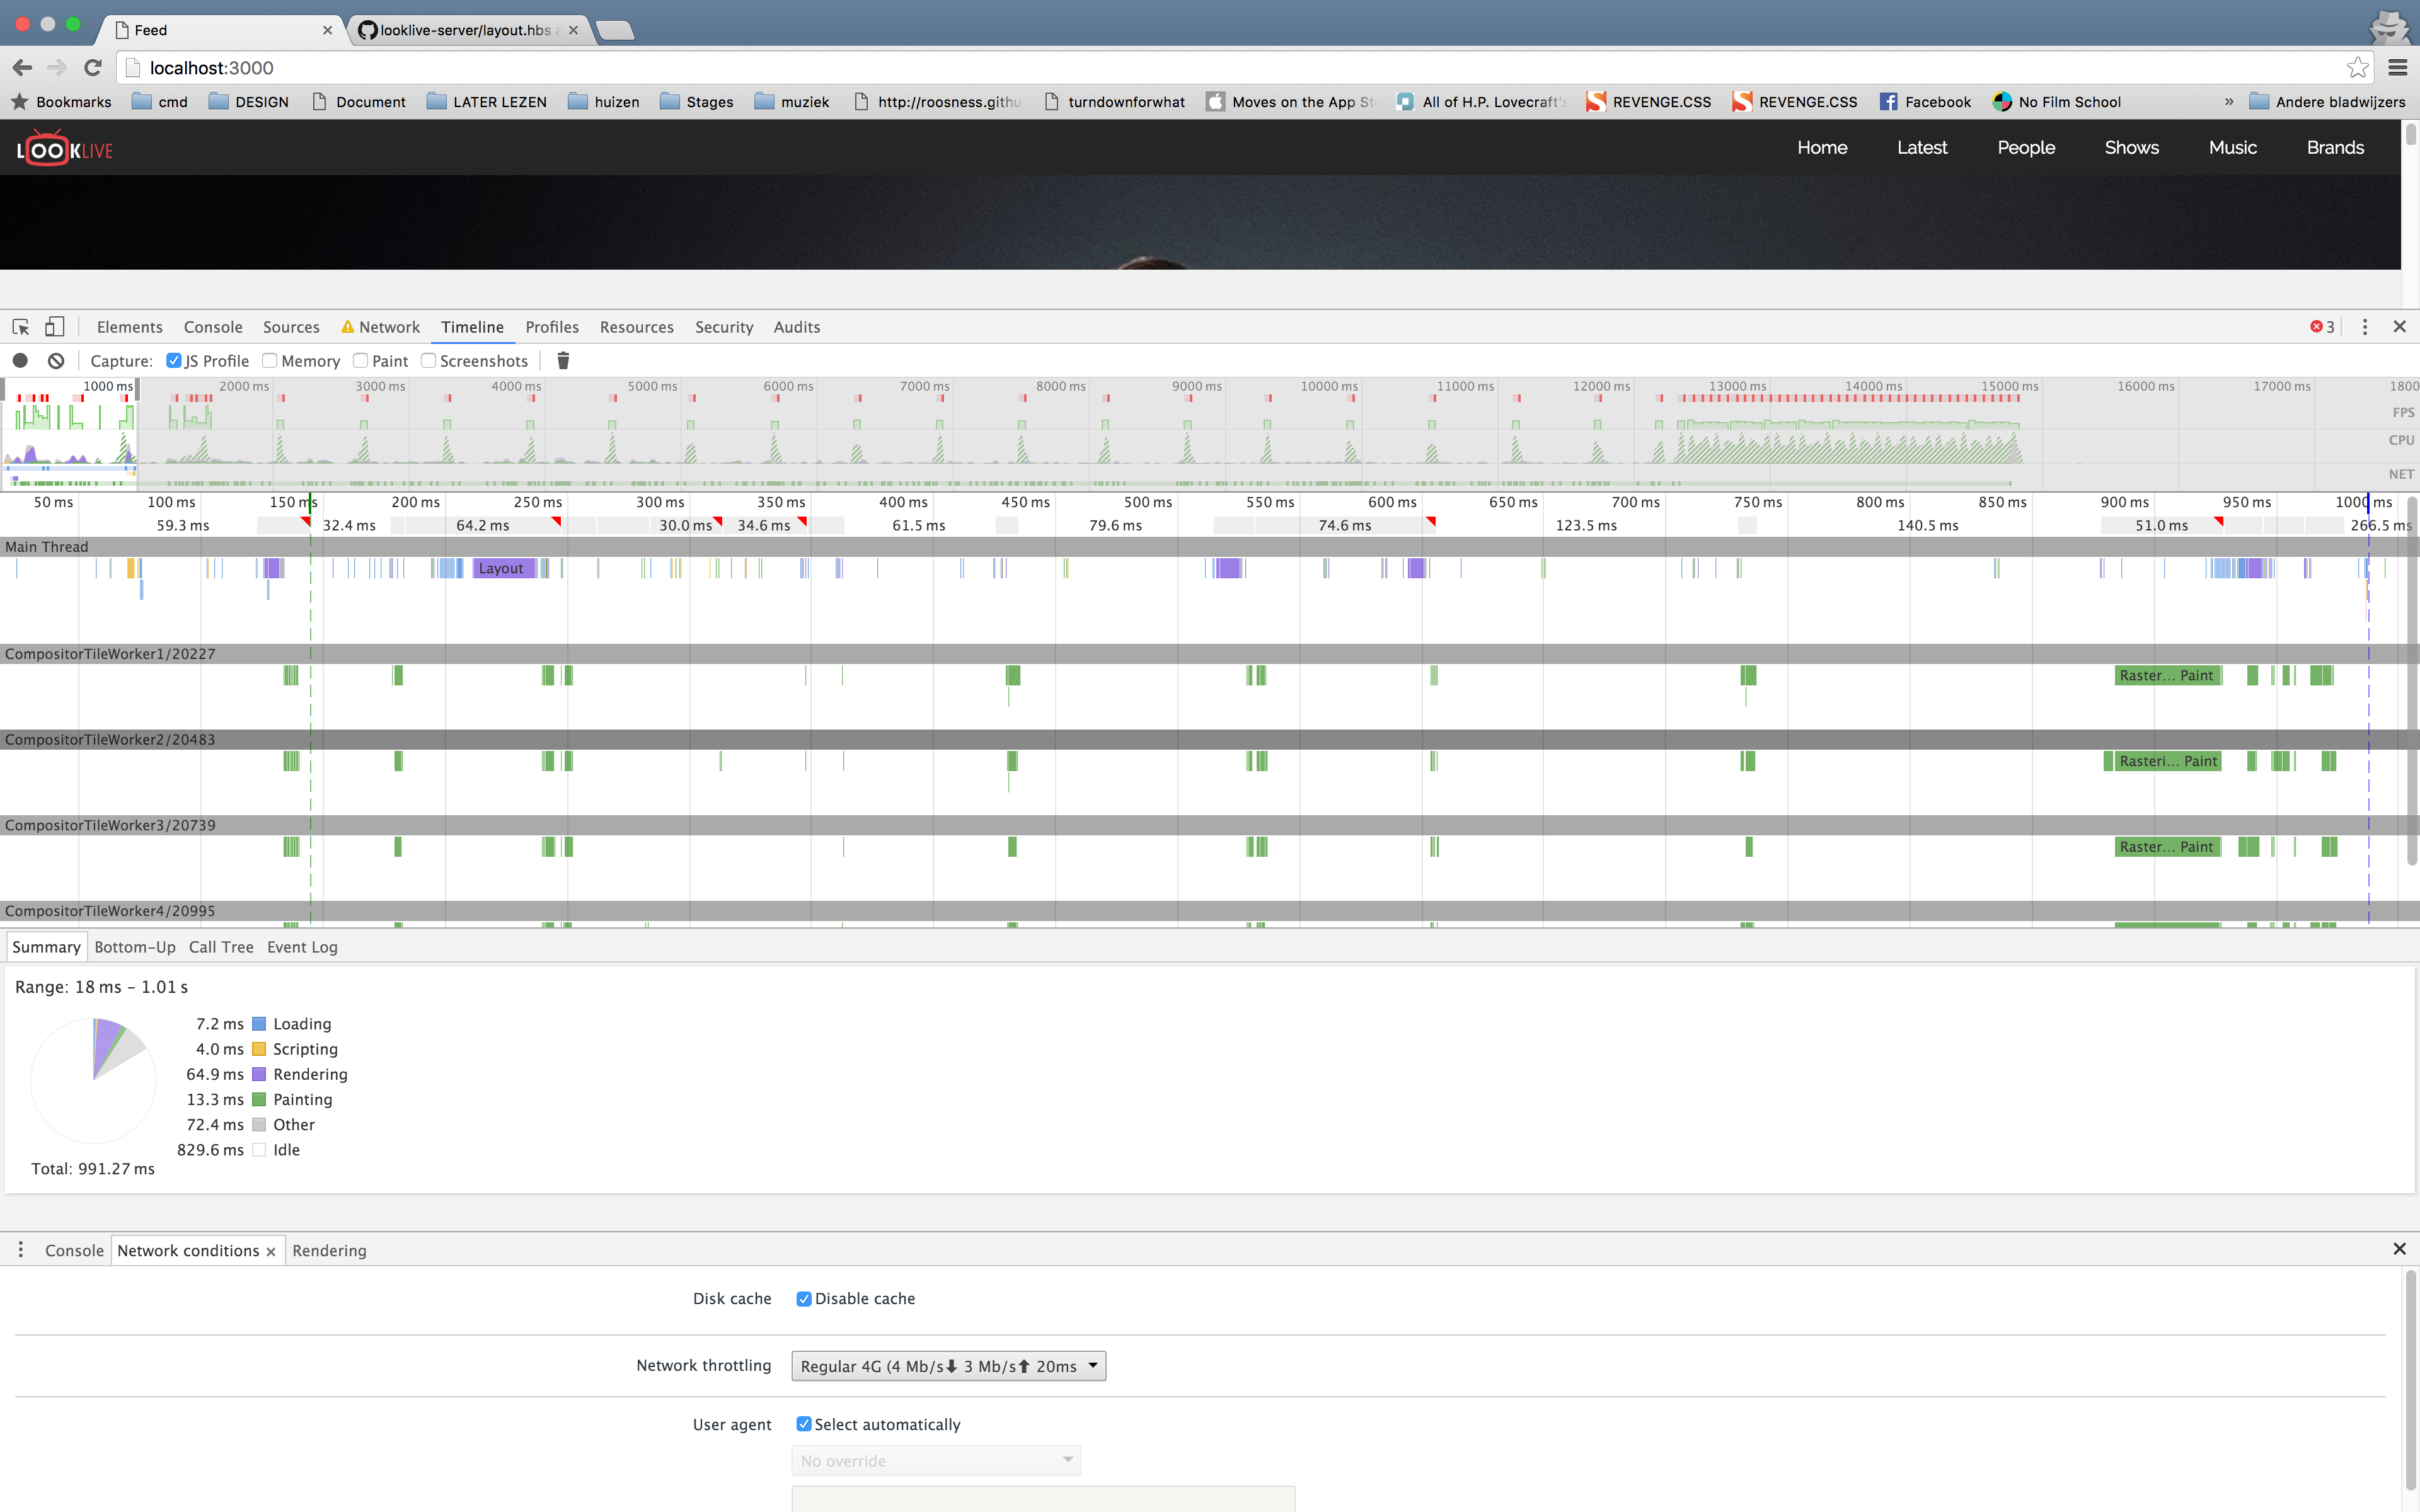 Feed
looklive-server/layout.hbs a
localhost:3000
Bookmarks cmd DESIGN Document LATER LEZEN huizen Stages muziek http://roosness.githu turndownforwhat Moves on the App St All of H.P. Lovecraft's REVENGE.CSS REVENGE.CSS Facebook No Film School » Andere bladwijzers
LOOKLIVE Home Latest People Shows Music Brands
Elements Console Sources Network Timeline Profiles Resources Security Audits 3
Capture: JS Profile Memory Paint Screenshots
1000 ms 2000 ms 3000 ms 4000 ms 5000 ms 6000 ms 7000 ms 8000 ms 9000 ms 10000 ms 11000 ms 12000 ms 13000 ms 14000 ms 15000 ms 16000 ms 17000 ms 1800
FPS
CPU
NET
50 ms 100 ms 150 ms 200 ms 250 ms 300 ms 350 ms 400 ms 450 ms 500 ms 550 ms 600 ms 650 ms 700 ms 750 ms 800 ms 850 ms 900 ms 950 ms 1000 ms
59.3 ms 32.4 ms 64.2 ms 30.0 ms 34.6 ms 61.5 ms 79.6 ms 74.6 ms 123.5 ms 140.5 ms 51.0 ms 266.5 ms
Main Thread
Layout
CompositorTileWorker1/20227
Raster... Paint
CompositorTileWorker2/20483
Rasteri... Paint
CompositorTileWorker3/20739
Raster... Paint
CompositorTileWorker4/20995
Summary Bottom-Up Call Tree Event Log
Range: 18 ms – 1.01 s
7.2 ms Loading
4.0 ms Scripting
64.9 ms Rendering
13.3 ms Painting
72.4 ms Other
829.6 ms Idle
Total: 991.27 ms
Console Network conditions × Rendering
Disk cache Disable cache
Network throttling Regular 4G (4 Mb/s⬇ 3 Mb/s⬆ 20ms
User agent Select automatically
No override